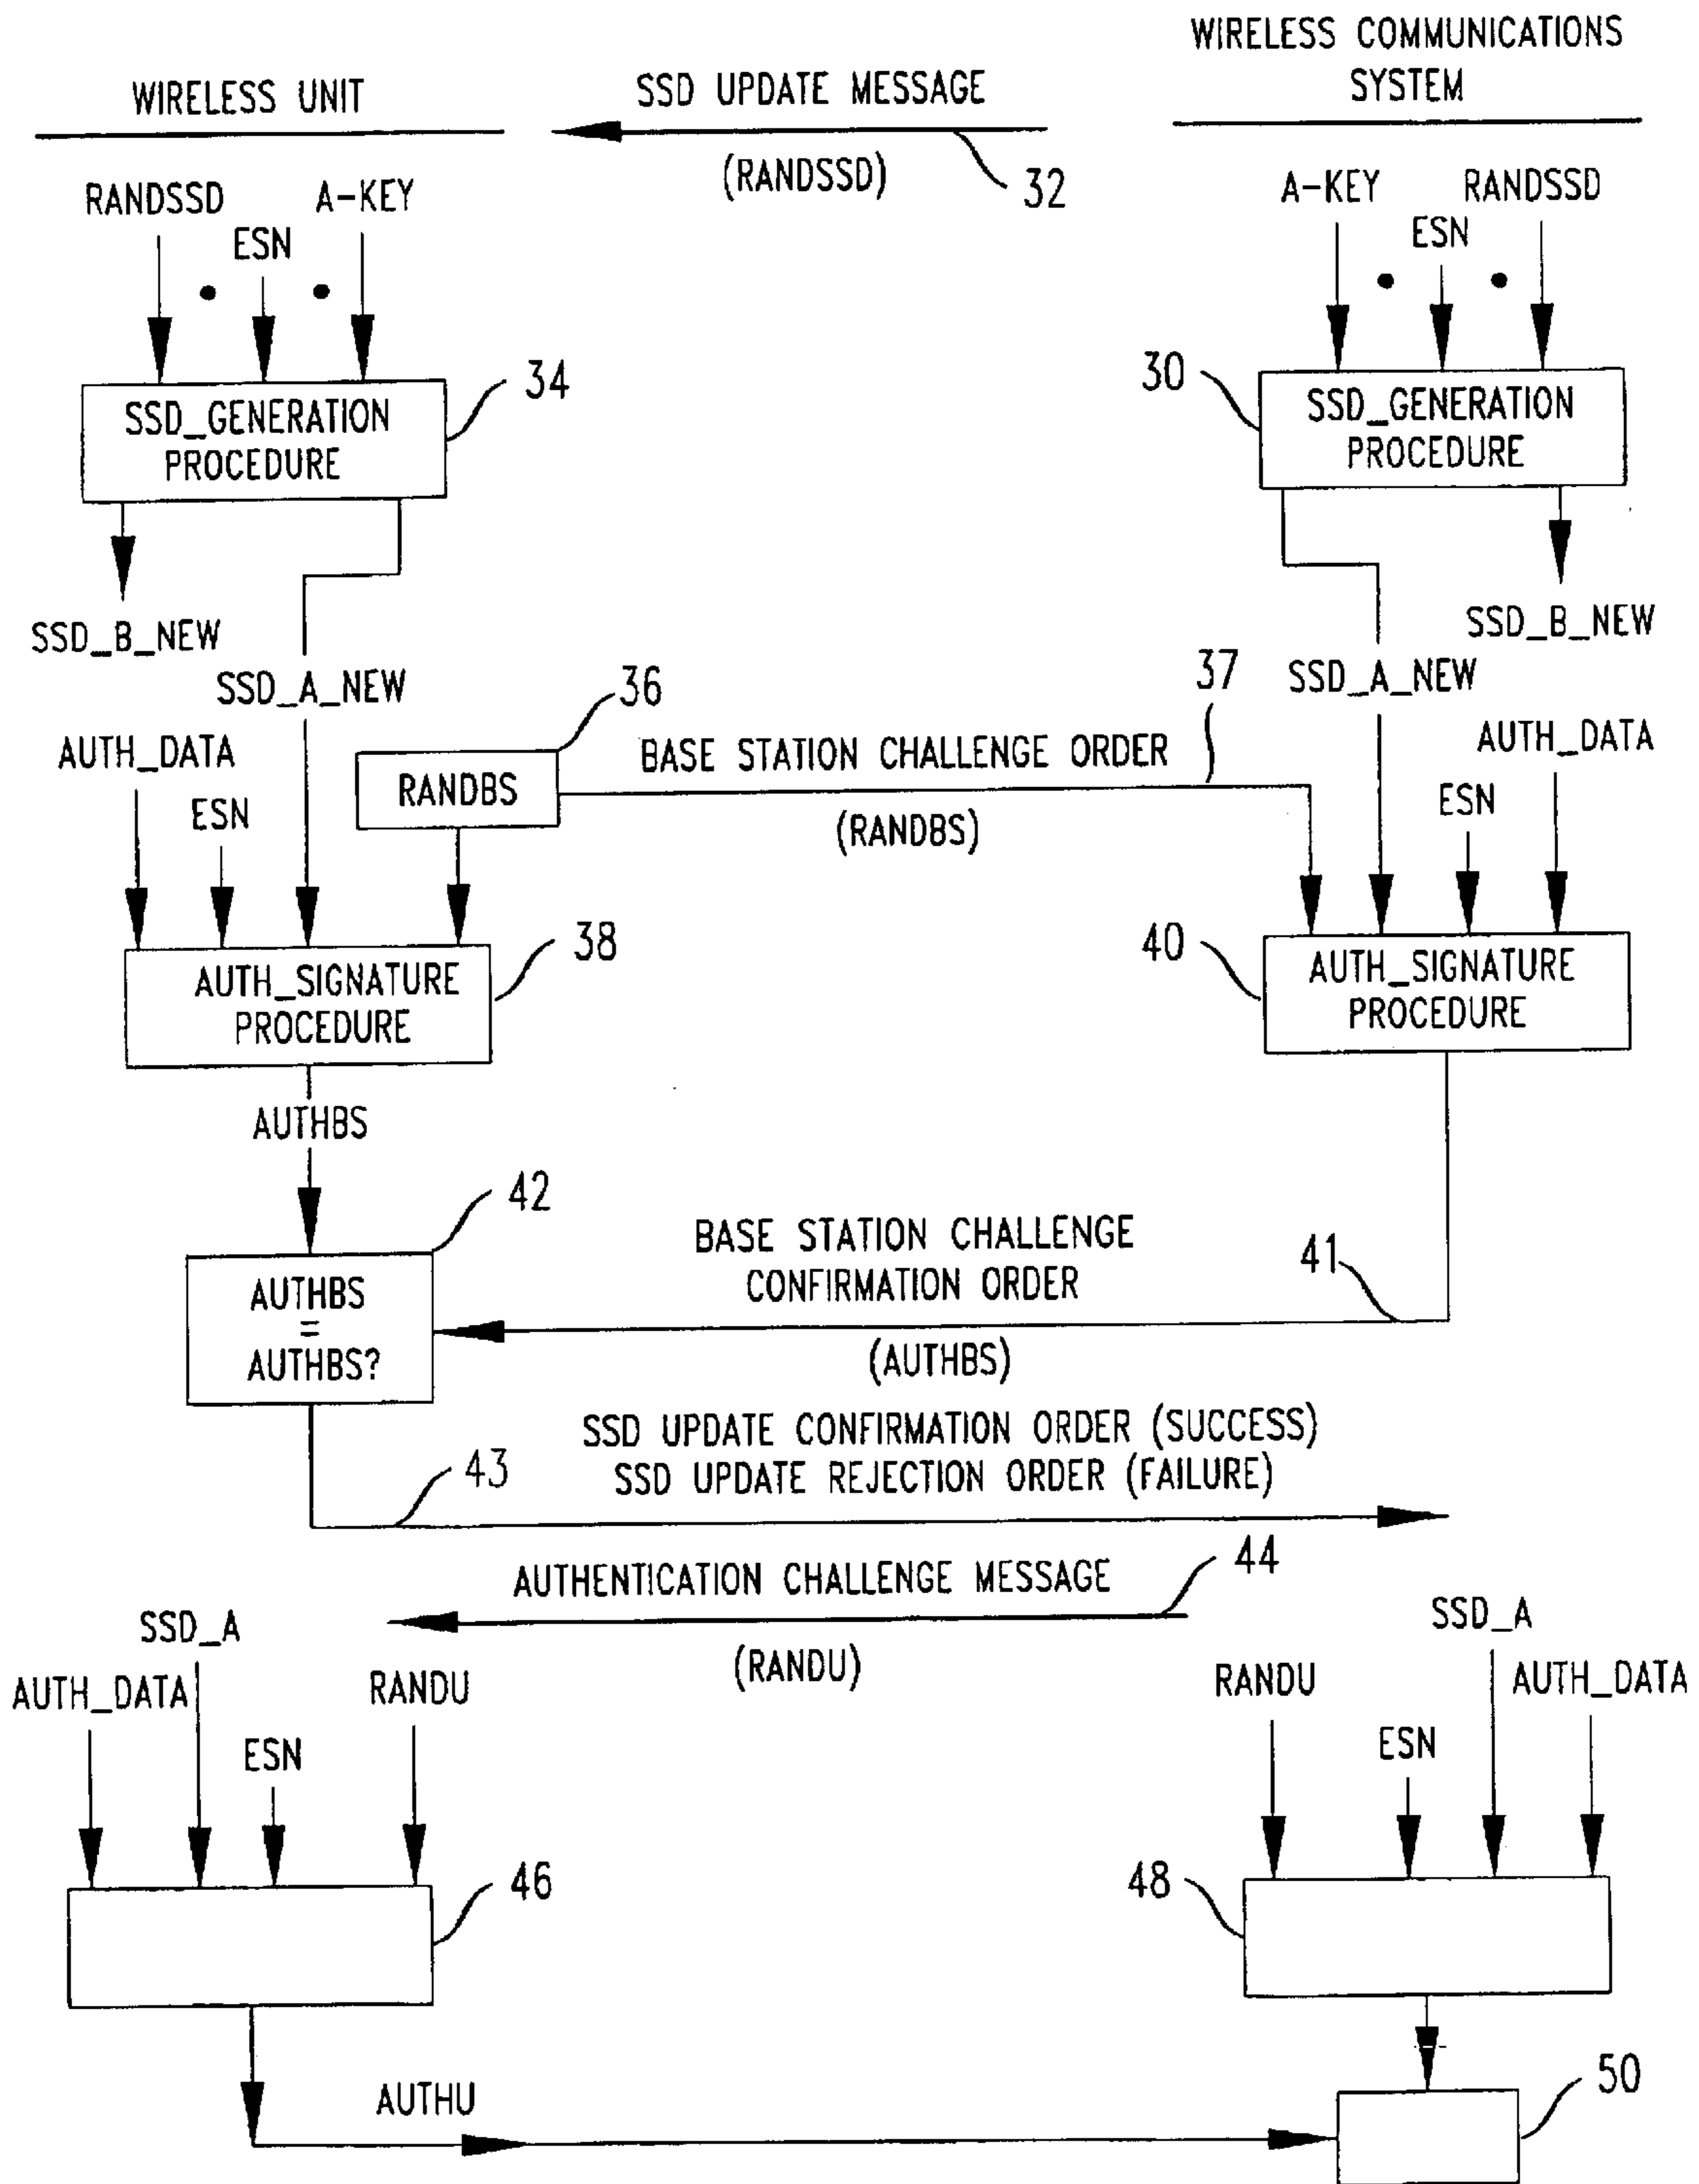 WIRELESS COMMUNICATIONS
SYSTEM
WIRELESS UNIT
SSD UPDATE MESSAGE
(RANDSSD)
32
RANDSSD
ESN
A-KEY
A-KEY
ESN
RANDSSD
34
SSD_GENERATION
PROCEDURE
30
SSD_GENERATION
PROCEDURE
SSD_B_NEW
SSD_A_NEW
SSD_B_NEW
SSD_A_NEW
36
37
AUTH_DATA
ESN
RANDBS
BASE STATION CHALLENGE ORDER
(RANDBS)
AUTH_DATA
ESN
38
AUTH_SIGNATURE
PROCEDURE
40
AUTH_SIGNATURE
PROCEDURE
AUTHBS
42
AUTHBS
=
AUTHBS?
BASE STATION CHALLENGE
CONFIRMATION ORDER
41
(AUTHBS)
SSD UPDATE CONFIRMATION ORDER (SUCCESS)
SSD UPDATE REJECTION ORDER (FAILURE)
43
AUTHENTICATION CHALLENGE MESSAGE
44
(RANDU)
SSD_A
AUTH_DATA
ESN
RANDU
SSD_A
RANDU
ESN
AUTH_DATA
46
48
AUTHU
50